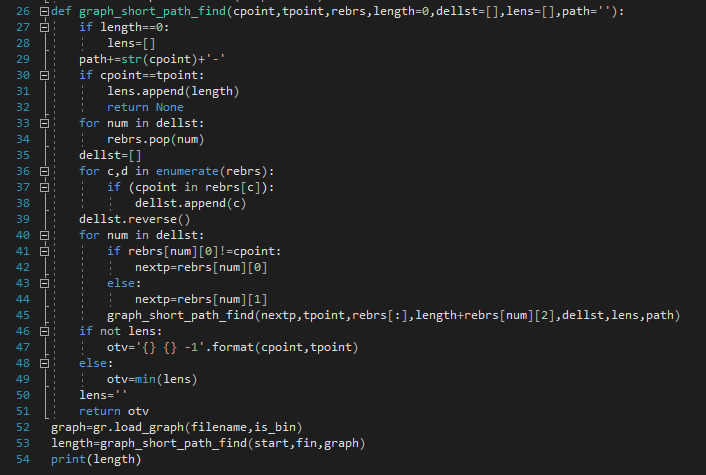 26 def graph_short_path_find(cpoint,tpoint,rebrs,length=0,dellst=[],lens=[],path=''):
27 if length==0:
28 lens=[]
29 path+=str(cpoint)+'-'
30 if cpoint==tpoint:
31 lens.append(length)
32 return None
33 for num in dellst:
34 rebrs.pop(num)
35 dellst=[]
36 for c,d in enumerate(rebrs):
37 if (cpoint in rebrs[c]):
38 dellst.append(c)
39 dellst.reverse()
40 for num in dellst:
41 if rebrs[num][0]!=cpoint:
42 nextp=rebrs[num][0]
43 else:
44 nextp=rebrs[num][1]
45 graph_short_path_find(nextp,tpoint,rebrs[:],length+rebrs[num][2],dellst,lens,path)
46 if not lens:
47 otv='{} {} -1'.format(cpoint,tpoint)
48 else:
49 otv=min(lens)
50 lens=''
51 return otv
52 graph=gr.load_graph(filename,is_bin)
53 length=graph_short_path_find(start,fin,graph)
54 print(length)